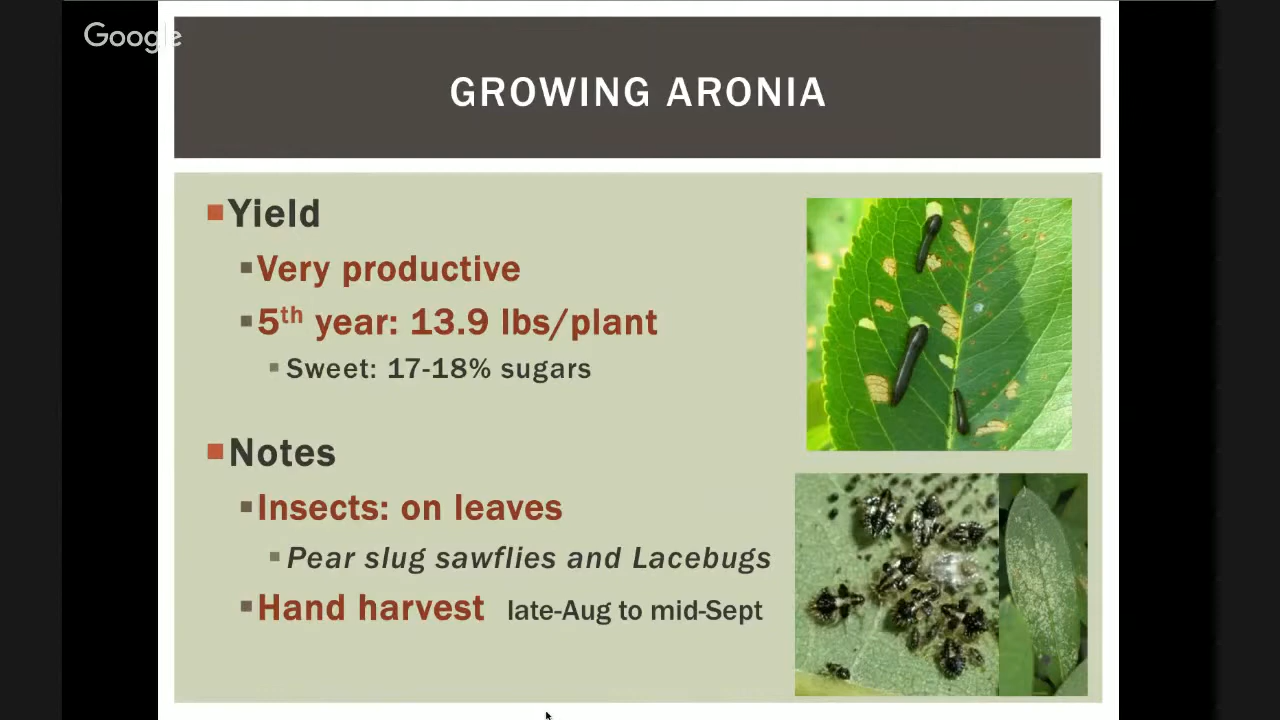 Google
GROWING ARONIA
Yield
Very productive
5th year: 13.9 lbs/plant
Sweet: 17-18% sugars
Notes
Insects: on leaves
Pear slug sawflies and Lacebugs
Hand harvest late-Aug to mid-Sept